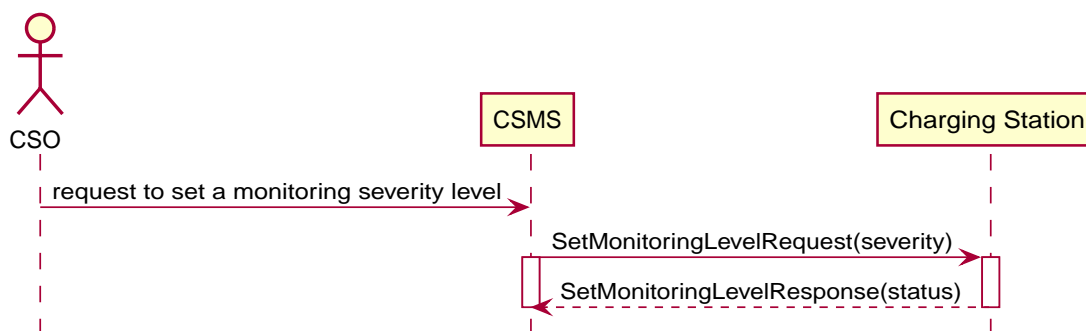 CSO
CSMS
Charging Station
request to set a monitoring severity level
SetMonitoringLevelRequest(severity)
SetMonitoringLevelResponse(status)